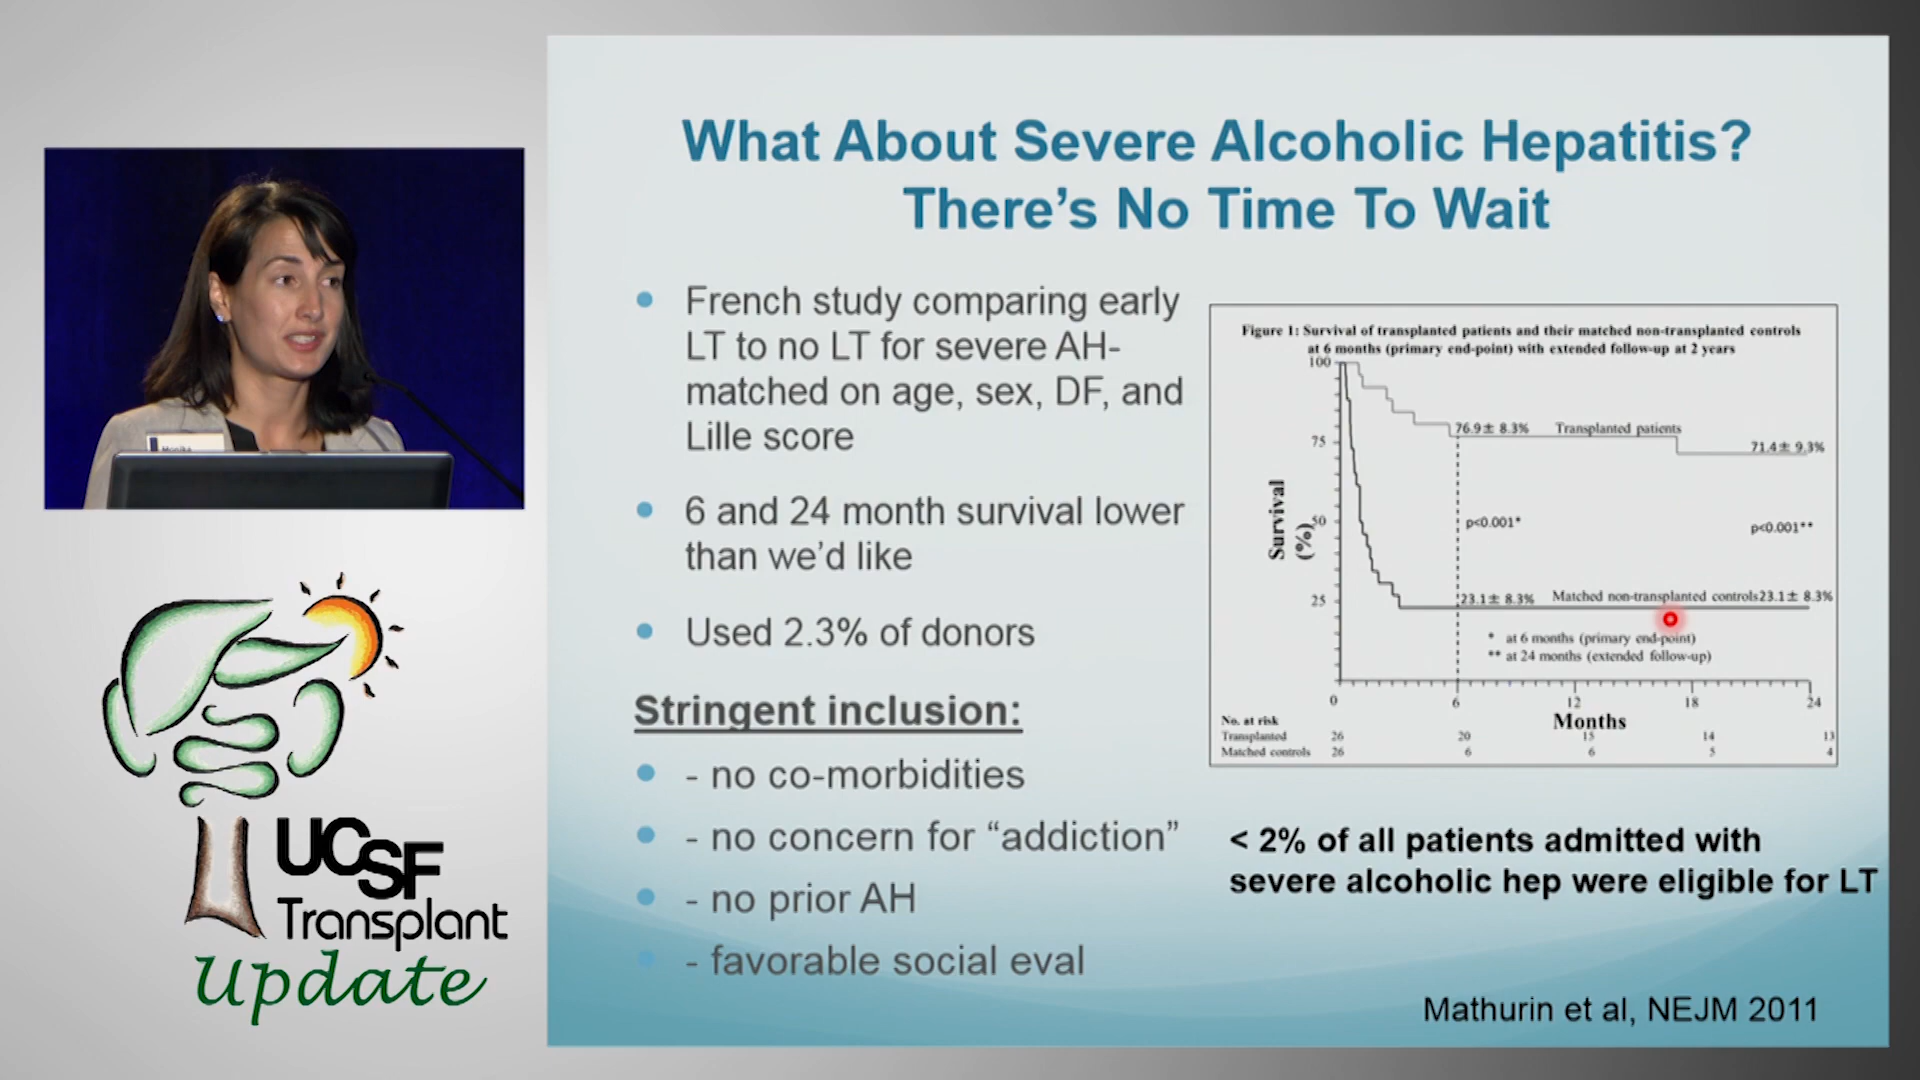 What About Severe Alcoholic Hepatitis?
There's No Time To Wait
French study comparing early
LT to no LT for severe AH-
matched on age, sex, DF, and
Lille score
6 and 24 month survival lower
than we'd like
Used 2.3% of donors
Stringent inclusion:
- no co-morbidities
- no concern for “addiction”
- no prior AH
- favorable social eval
Figure 1: Survival of transplanted patients and their matched non-transplanted controls
at 6 months (primary end-point) with extended follow-up at 2 years
100
75
50
25
Survival
(%)
76.9± 8.3% Transplanted patients
71.4± 9.3%
p<0.001*
p<0.001**
23.1± 8.3% Matched non-transplanted controls 23.1± 8.3%
* at 6 months (primary end-point)
** at 24 months (extended follow-up)
0 6 12 18 24
Months
No. at risk
Transplanted 26 20 15 14 13
Matched controls 26 6 6 5 4
< 2% of all patients admitted with
severe alcoholic hep were eligible for LT
Mathurin et al, NEJM 2011
Monika
UCSF
Transplant
Update